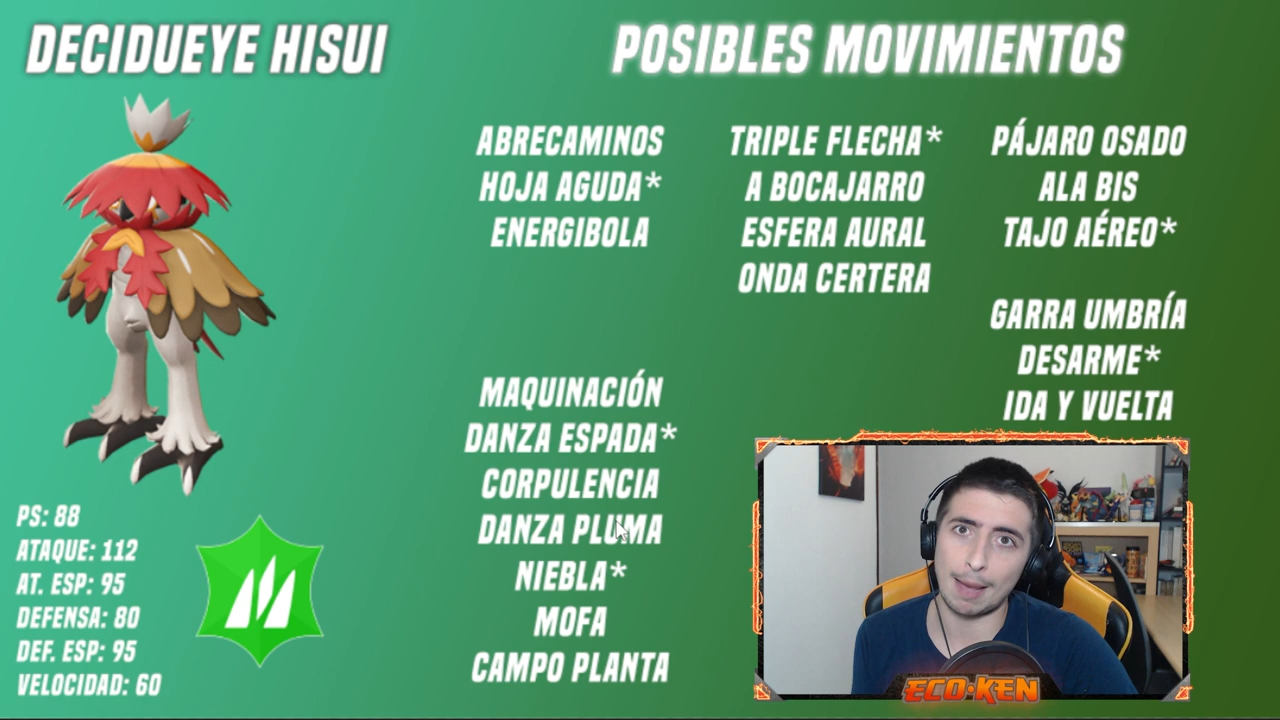 DECIDUEYE HISUI
POSIBLES MOVIMIENTOS
ABRECAMINOS
HOJA AGUDA*
ENERGIBOLA
TRIPLE FLECHA*
A BOCAJARRO
ESFERA AURAL
ONDA CERTERA
PÁJARO OSADO
ALA BIS
TAJO AÉREO*
GARRA UMBRÍA
DESARME*
IDA Y VUELTA
MAQUINACIÓN
DANZA ESPADA*
CORPULENCIA
DANZA PLUMA
NIEBLA*
MOFA
CAMPO PLANTA
PS: 88
ATAQUE: 112
AT. ESP: 95
DEFENSA: 80
DEF. ESP: 95
VELOCIDAD: 60
ECO·KEN